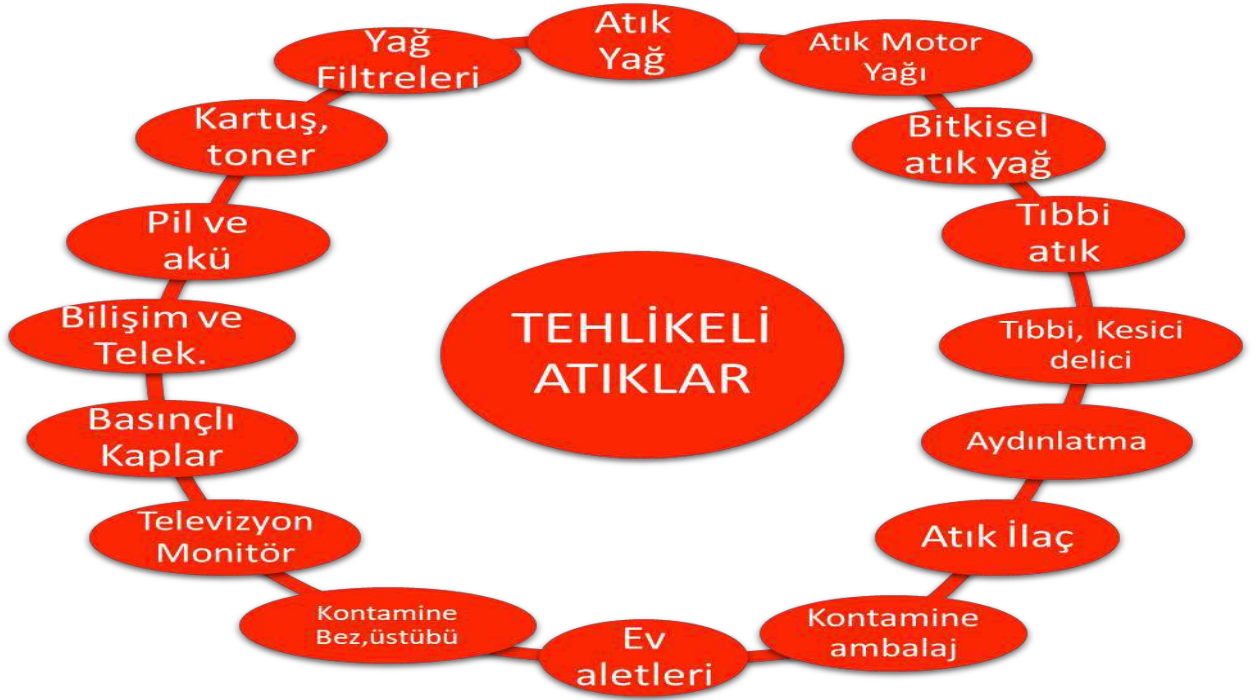 Atık
Yağ
Atık Motor
Yağı
Bitkisel
atık yağ
Tıbbi
atık
Tıbbi, Kesici
delici
Aydınlatma
Atık İlaç
Kontamine
ambalaj
Ev
aletleri
Kontamine
Bez,üstübü
Televizyon
Monitör
Basınçlı
Kaplar
Bilişim ve
Telek.
Pil ve
akü
Kartuş,
toner
Yağ
Filtreleri
TEHLİKELİ
ATIKLAR